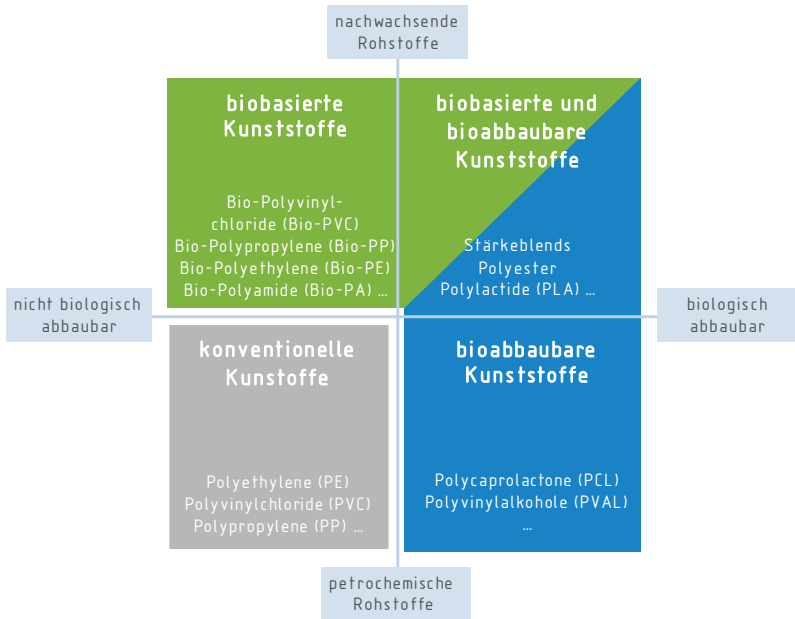 nachwachsende
Rohstoffe
biobasierte
Kunststoffe
Bio-Polyvinyl-
chloride (Bio-PVC)
Bio-Polypropylene (Bio-PP)
Bio-Polyethylene (Bio-PE)
Bio-Polyamide (Bio-PA) ...
biobasierte und
bioabbaubare
Kunststoffe
Stärkeblends
Polyester
Polylactide (PLA) ...
nicht biologisch
abbaubar
biologisch
abbaubar
konventionelle
Kunstoffe
Polyethylene (PE)
Polyvinylchloride (PVC)
Polypropylene (PP) ...
bioabbaubare
Kunststoffe
Polycaprolactone (PCL)
Polyvinylalkohole (PVAL)
...
petrochemische
Rohstoffe